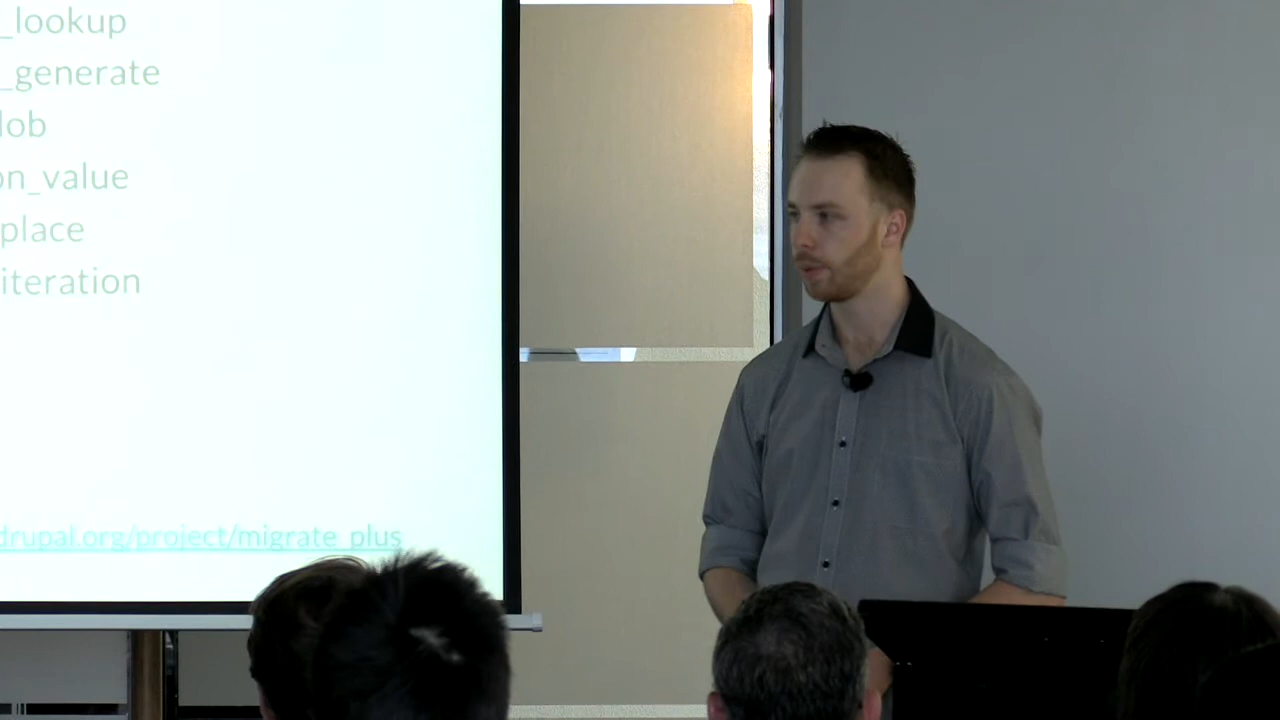 _lookup
_generate
lob
on_value
place
iteration
drupal.org/project/migrate_plus